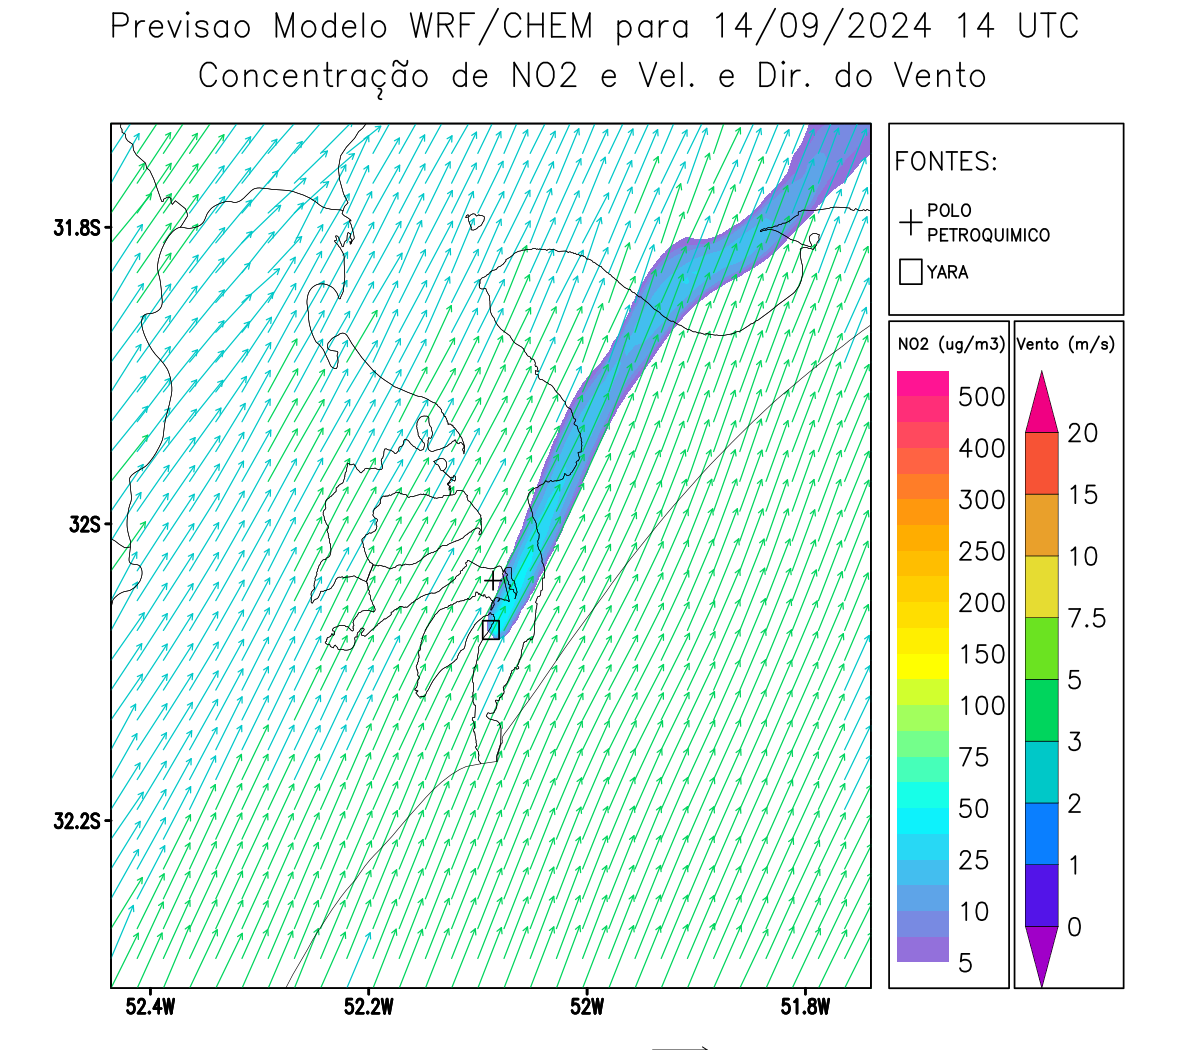 Previsao Modelo WRF/CHEM para 14/09/2024 14 UTC
Concentração de NO2 e Vel. e Dir. do Vento
FONTES:
POLO
PETROQUIMICO
YARA
NO2 (ug/m3)
500
400
300
250
200
150
100
75
50
25
10
5
Vento (m/s)
20
15
10
7.5
5
3
2
1
0
31.8S
32S
32.2S
52.4W
52.2W
52W
51.8W